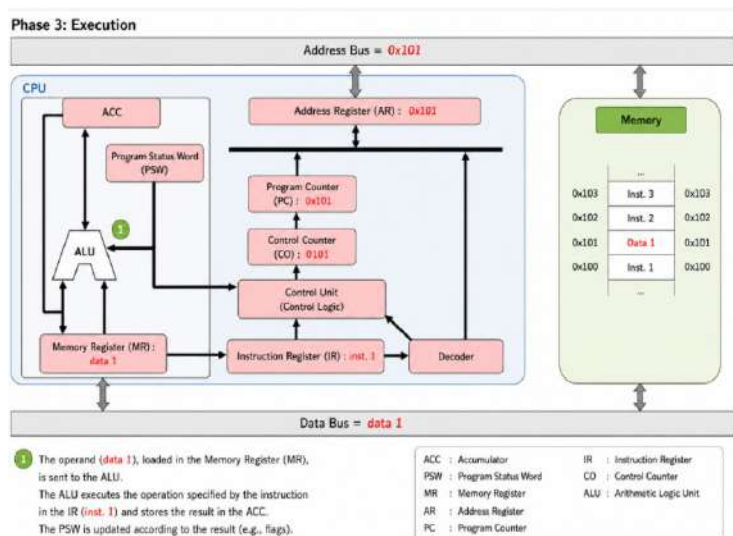 Phase 3: Execution
Address Bus = 0x101
CPU
ACC
Address Register (AR) : 0x101
Memory
Program Status Word
(PSW)
...
Program Counter
(PC) : 0x101
0x103 Inst. 3 0x103
0x102 Inst. 2 0x102
1
ALU
Control Counter
(CO) : 0101
0x101 Data 1 0x101
0x100 Inst. 1 0x100
...
Control Unit
(Control Logic)
Memory Register (MR) :
data 1
Instruction Register (IR) : inst. 1
Decoder
Data Bus = data 1
1 The operand (data 1), loaded in the Memory Register (MR),
is sent to the ALU.
The ALU executes the operation specified by the instruction
in the IR (inst. 1) and stores the result in the ACC.
The PSW is updated according to the result (e.g., flags).
ACC : Accumulator
PSW : Program Status Word
MR : Memory Register
AR : Address Register
PC : Program Counter
IR : Instruction Register
CO : Control Counter
ALU : Arithmetic Logic Unit